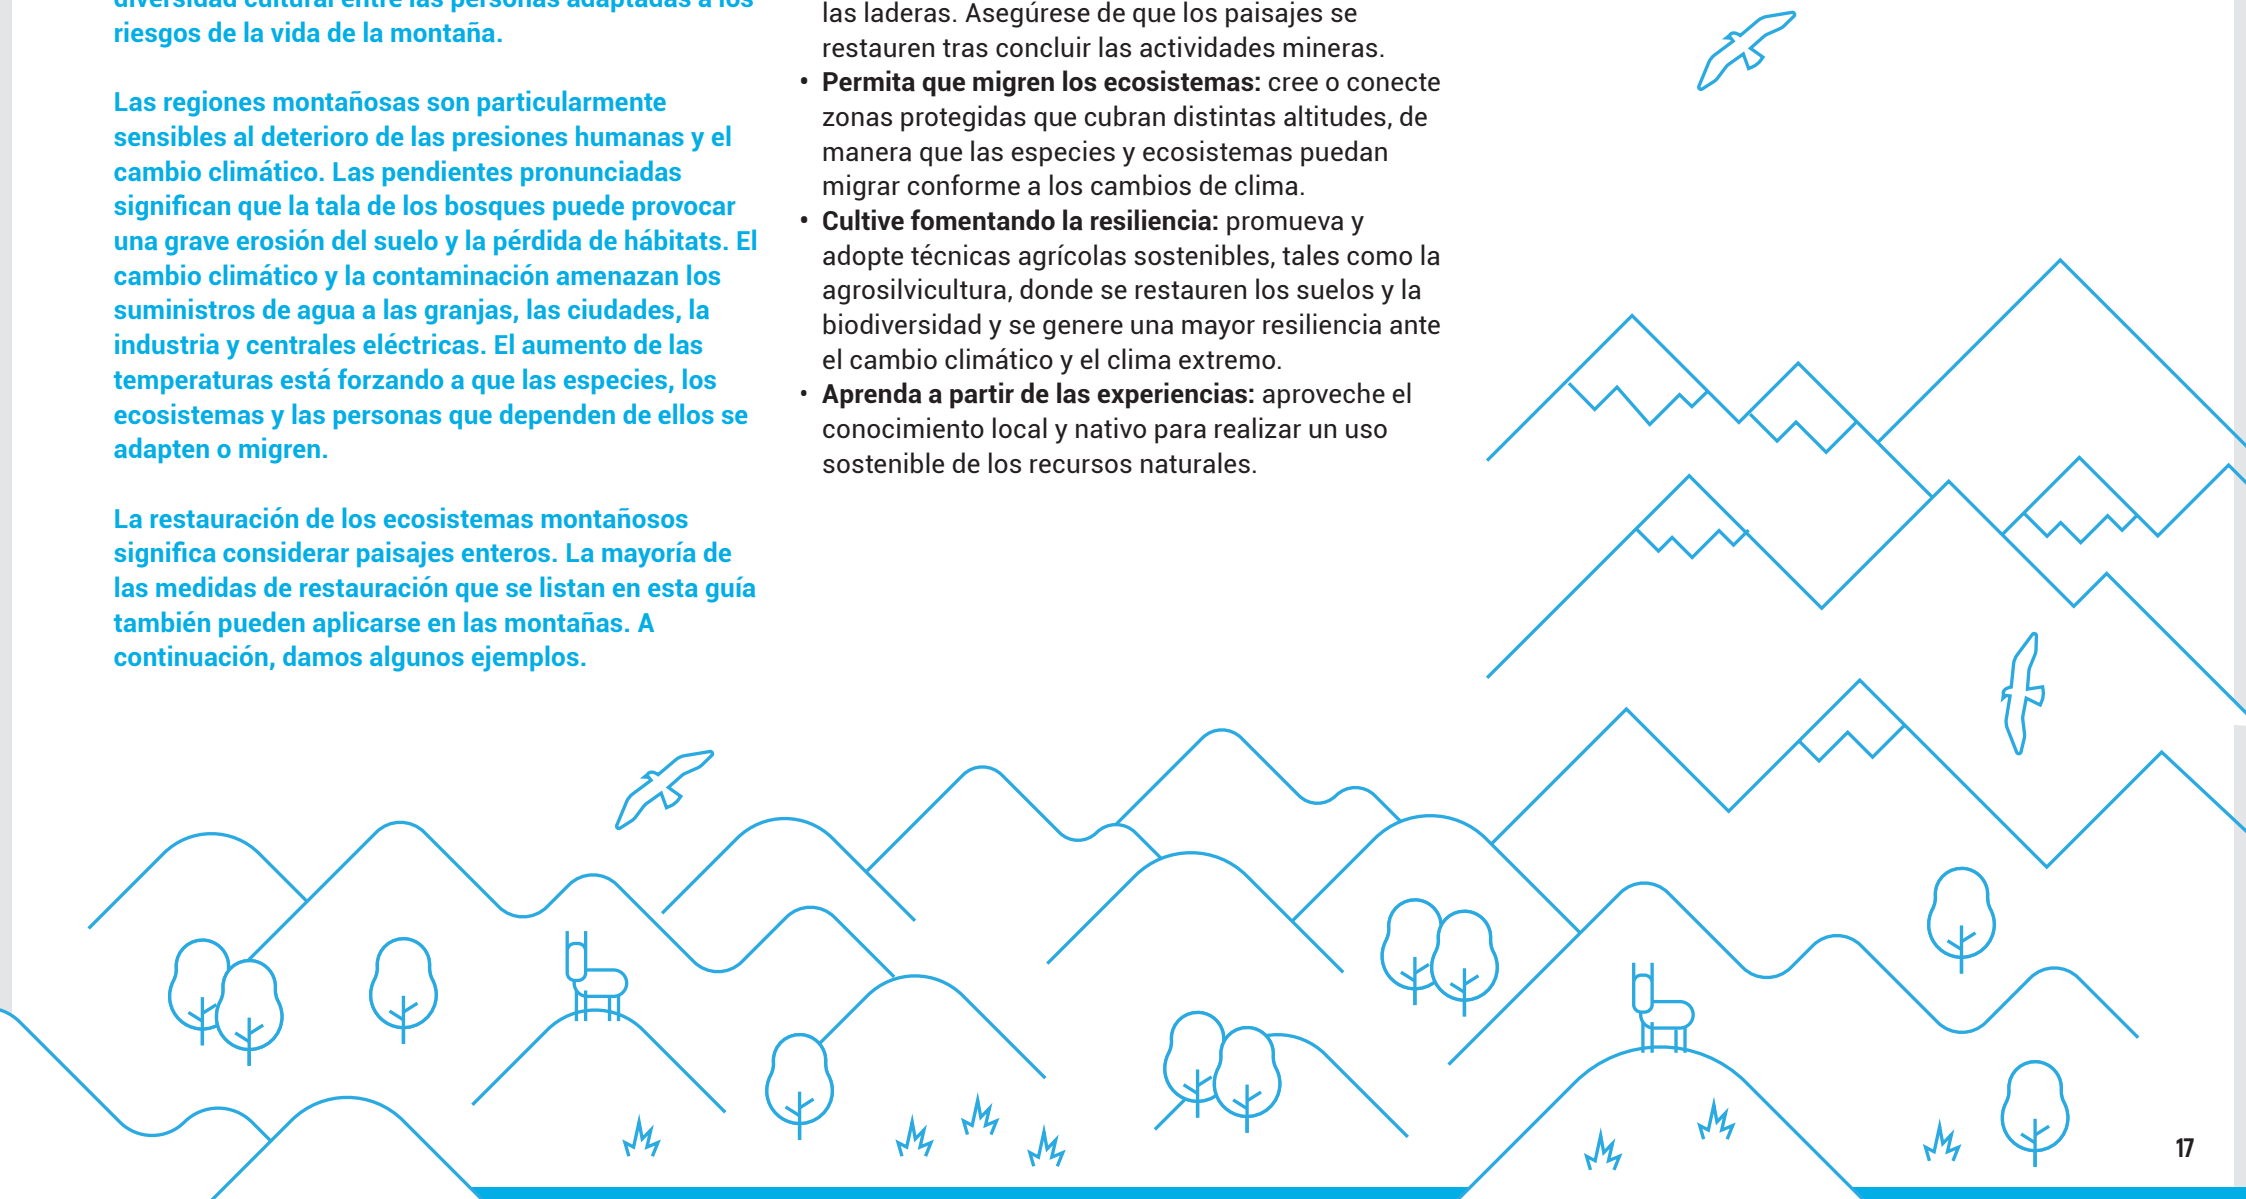 diversidad cultural entre las personas adaptadas a los
riesgos de la vida de la montaña.
Las regiones montañosas son particularmente
sensibles al deterioro de las presiones humanas y el
cambio climático. Las pendientes pronunciadas
significan que la tala de los bosques puede provocar
una grave erosión del suelo y la pérdida de hábitats. El
cambio climático y la contaminación amenazan los
suministros de agua a las granjas, las ciudades, la
industria y centrales eléctricas. El aumento de las
temperaturas está forzando a que las especies, los
ecosistemas y las personas que dependen de ellos se
adapten o migren.
La restauración de los ecosistemas montañosos
significa considerar paisajes enteros. La mayoría de
las medidas de restauración que se listan en esta guía
también pueden aplicarse en las montañas. A
continuación, damos algunos ejemplos.
las laderas. Asegúrese de que los paisajes se
restauren tras concluir las actividades mineras.
• Permita que migren los ecosistemas: cree o conecte
zonas protegidas que cubran distintas altitudes, de
manera que las especies y ecosistemas puedan
migrar conforme a los cambios de clima.
• Cultive fomentando la resiliencia: promueva y
adopte técnicas agrícolas sostenibles, tales como la
agrosilvicultura, donde se restauren los suelos y la
biodiversidad y se genere una mayor resiliencia ante
el cambio climático y el clima extremo.
• Aprenda a partir de las experiencias: aproveche el
conocimiento local y nativo para realizar un uso
sostenible de los recursos naturales.
17